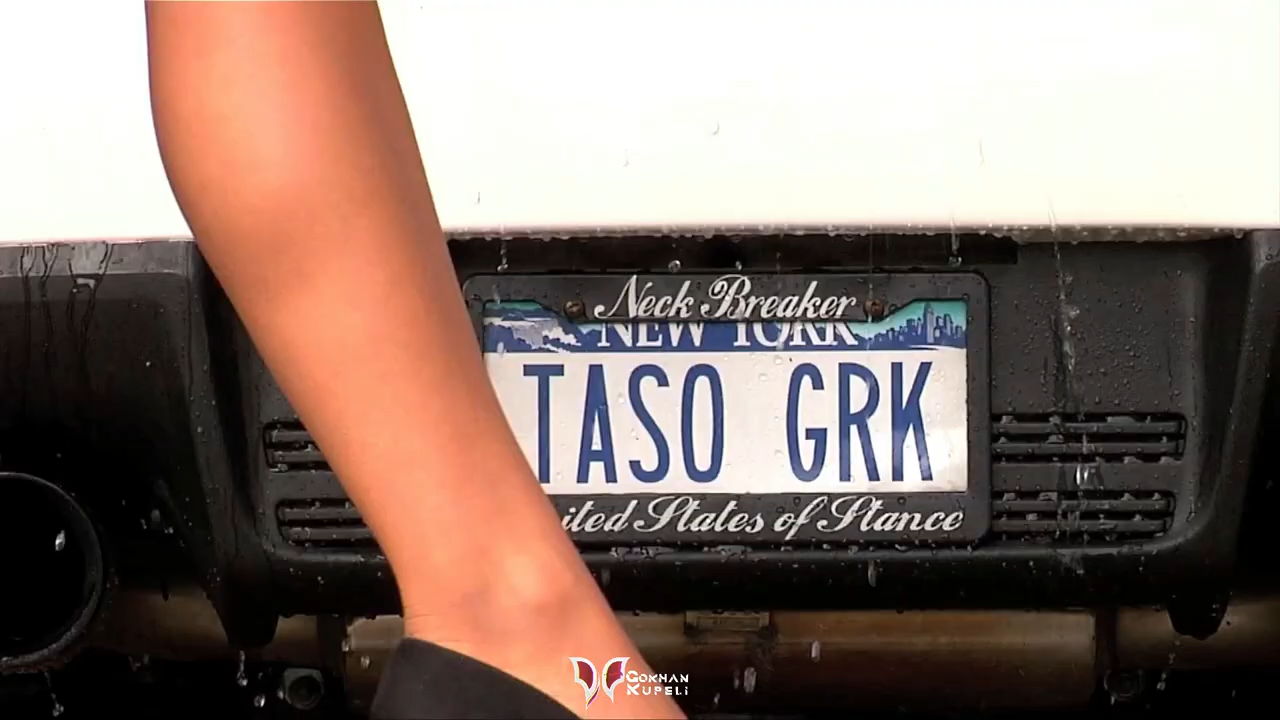 Neck Breaker
NEW YORK
TASO GRK
ited States of Stance
GOKHAN
KUPELi